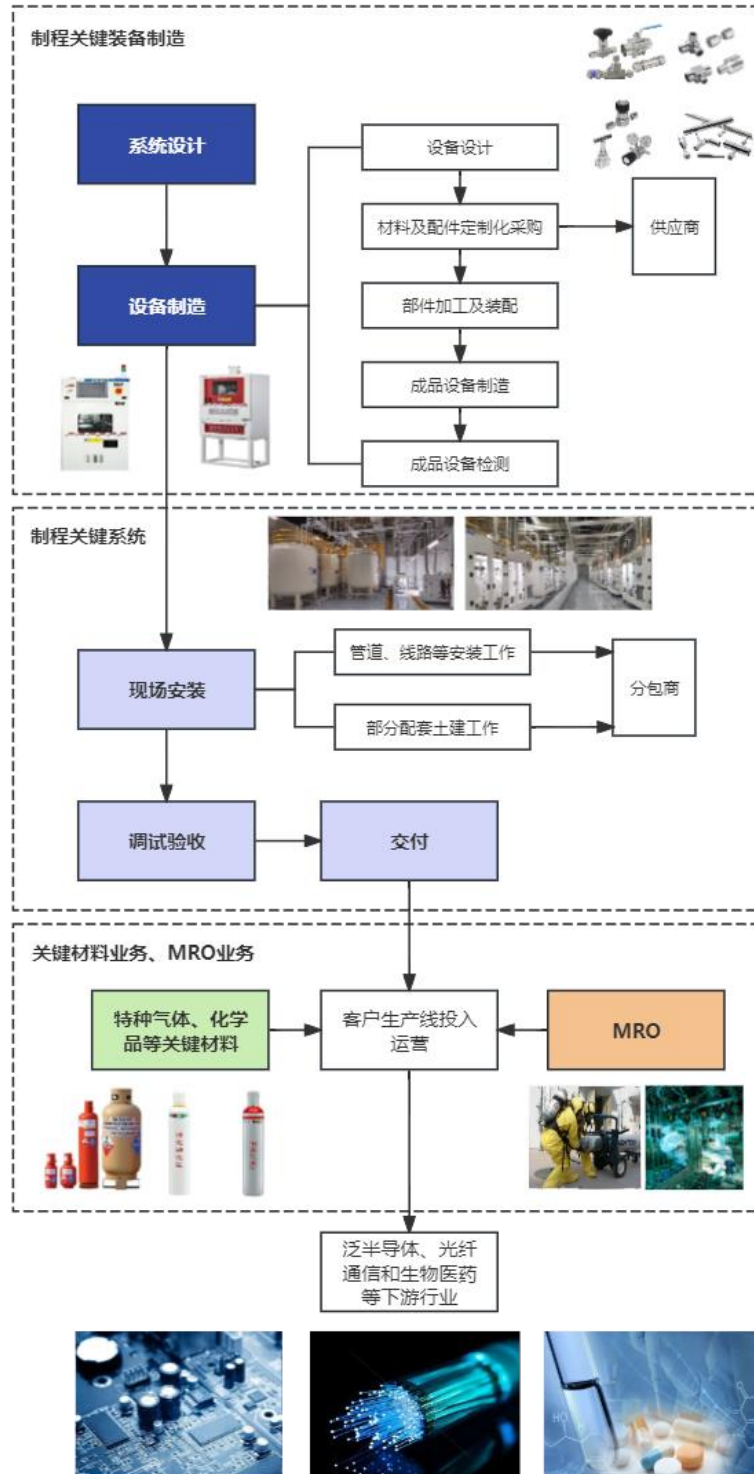 制程关键装备制造
系统设计
设备设计
材料及配件定制化采购
供应商
设备制造
部件加工及装配
成品设备制造
成品设备检测
制程关键系统
管道、线路等安装工作
现场安装
分包商
部分配套土建工作
调试验收
交付
关键材料业务、MRO业务
特种气体、化学
品等关键材料
客户生产线投入
运营
MRO
泛半导体、光纤
通信和生物医药
等下游行业